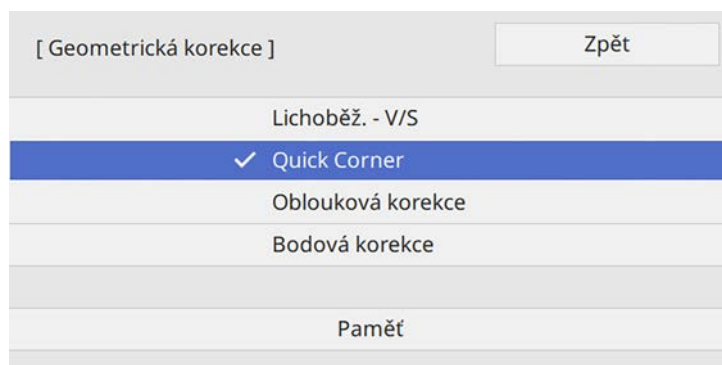 [ Geometrická korekce ] Zpět
Lichoběž. - V/S
Quick Corner
Oblouková korekce
Bodová korekce
Paměť